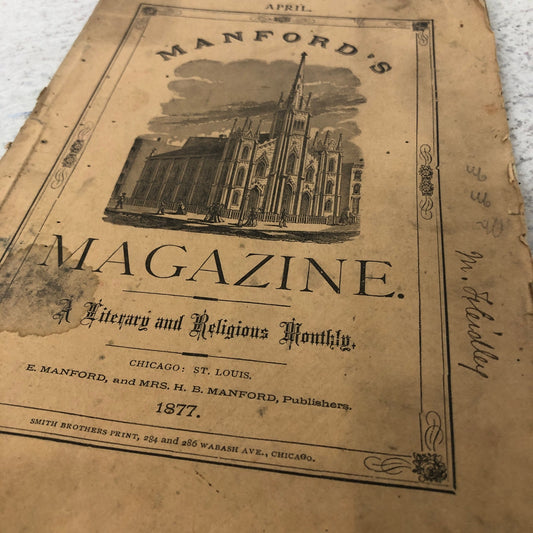 APRIL.
MANFORD'S
MAGAZINE.
A Literary and Religious Monthly.
CHICAGO: ST. LOUIS.
E. MANFORD, and MRS. H. B. MANFORD, Publishers.
1877.
SMITH BROTHERS PRINT, 284 and 286 WABASH AVE., CHICAGO.
M.